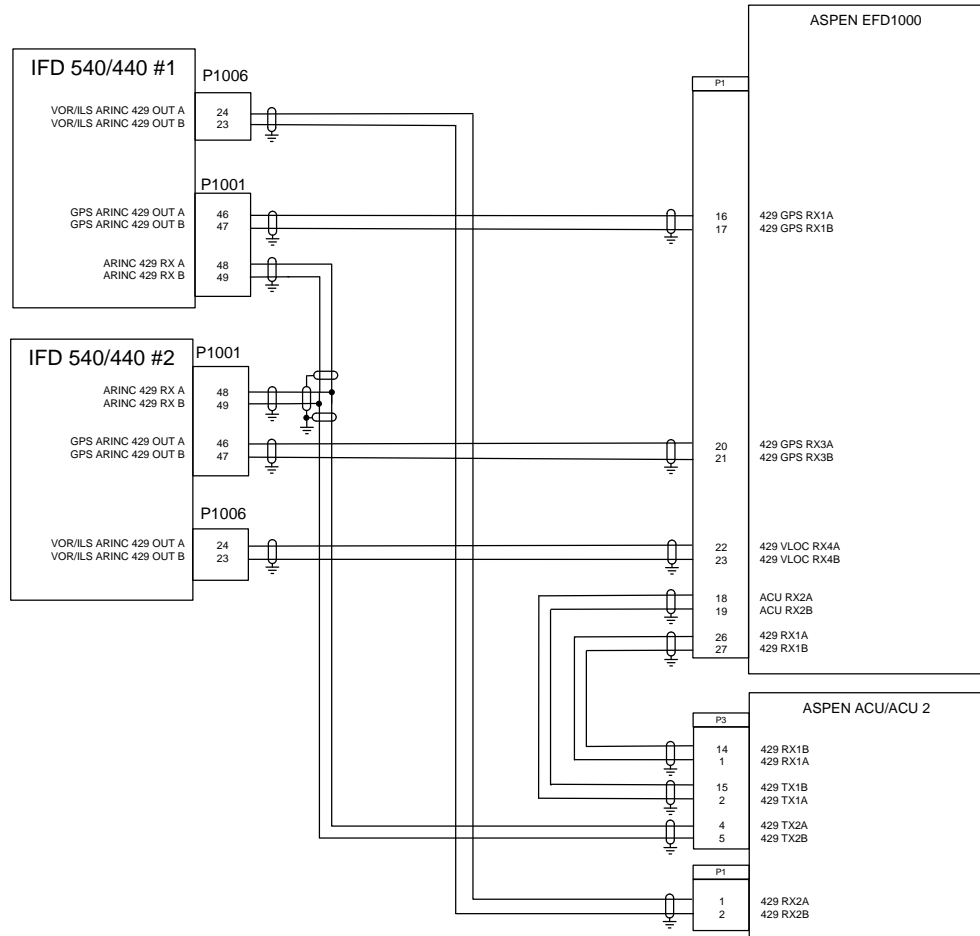 ASPEN EFD1000
IFD 540/440 #1
P1006
P1
VOR/ILS ARINC 429 OUT A 24
VOR/ILS ARINC 429 OUT B 23
P1001
GPS ARINC 429 OUT A 46
GPS ARINC 429 OUT B 47
16 429 GPS RX1A
17 429 GPS RX1B
ARINC 429 RX A 48
ARINC 429 RX B 49
IFD 540/440 #2
P1001
ARINC 429 RX A 48
ARINC 429 RX B 49
GPS ARINC 429 OUT A 46
GPS ARINC 429 OUT B 47
20 429 GPS RX3A
21 429 GPS RX3B
P1006
VOR/ILS ARINC 429 OUT A 24
VOR/ILS ARINC 429 OUT B 23
22 429 VLOC RX4A
23 429 VLOC RX4B
18 ACU RX2A
19 ACU RX2B
26 429 RX1A
27 429 RX1B
ASPEN ACU/ACU 2
P3
14 429 RX1B
1 429 RX1A
15 429 TX1B
2 429 TX1A
4 429 TX2A
5 429 TX2B
P1
1 429 RX2A
2 429 RX2B